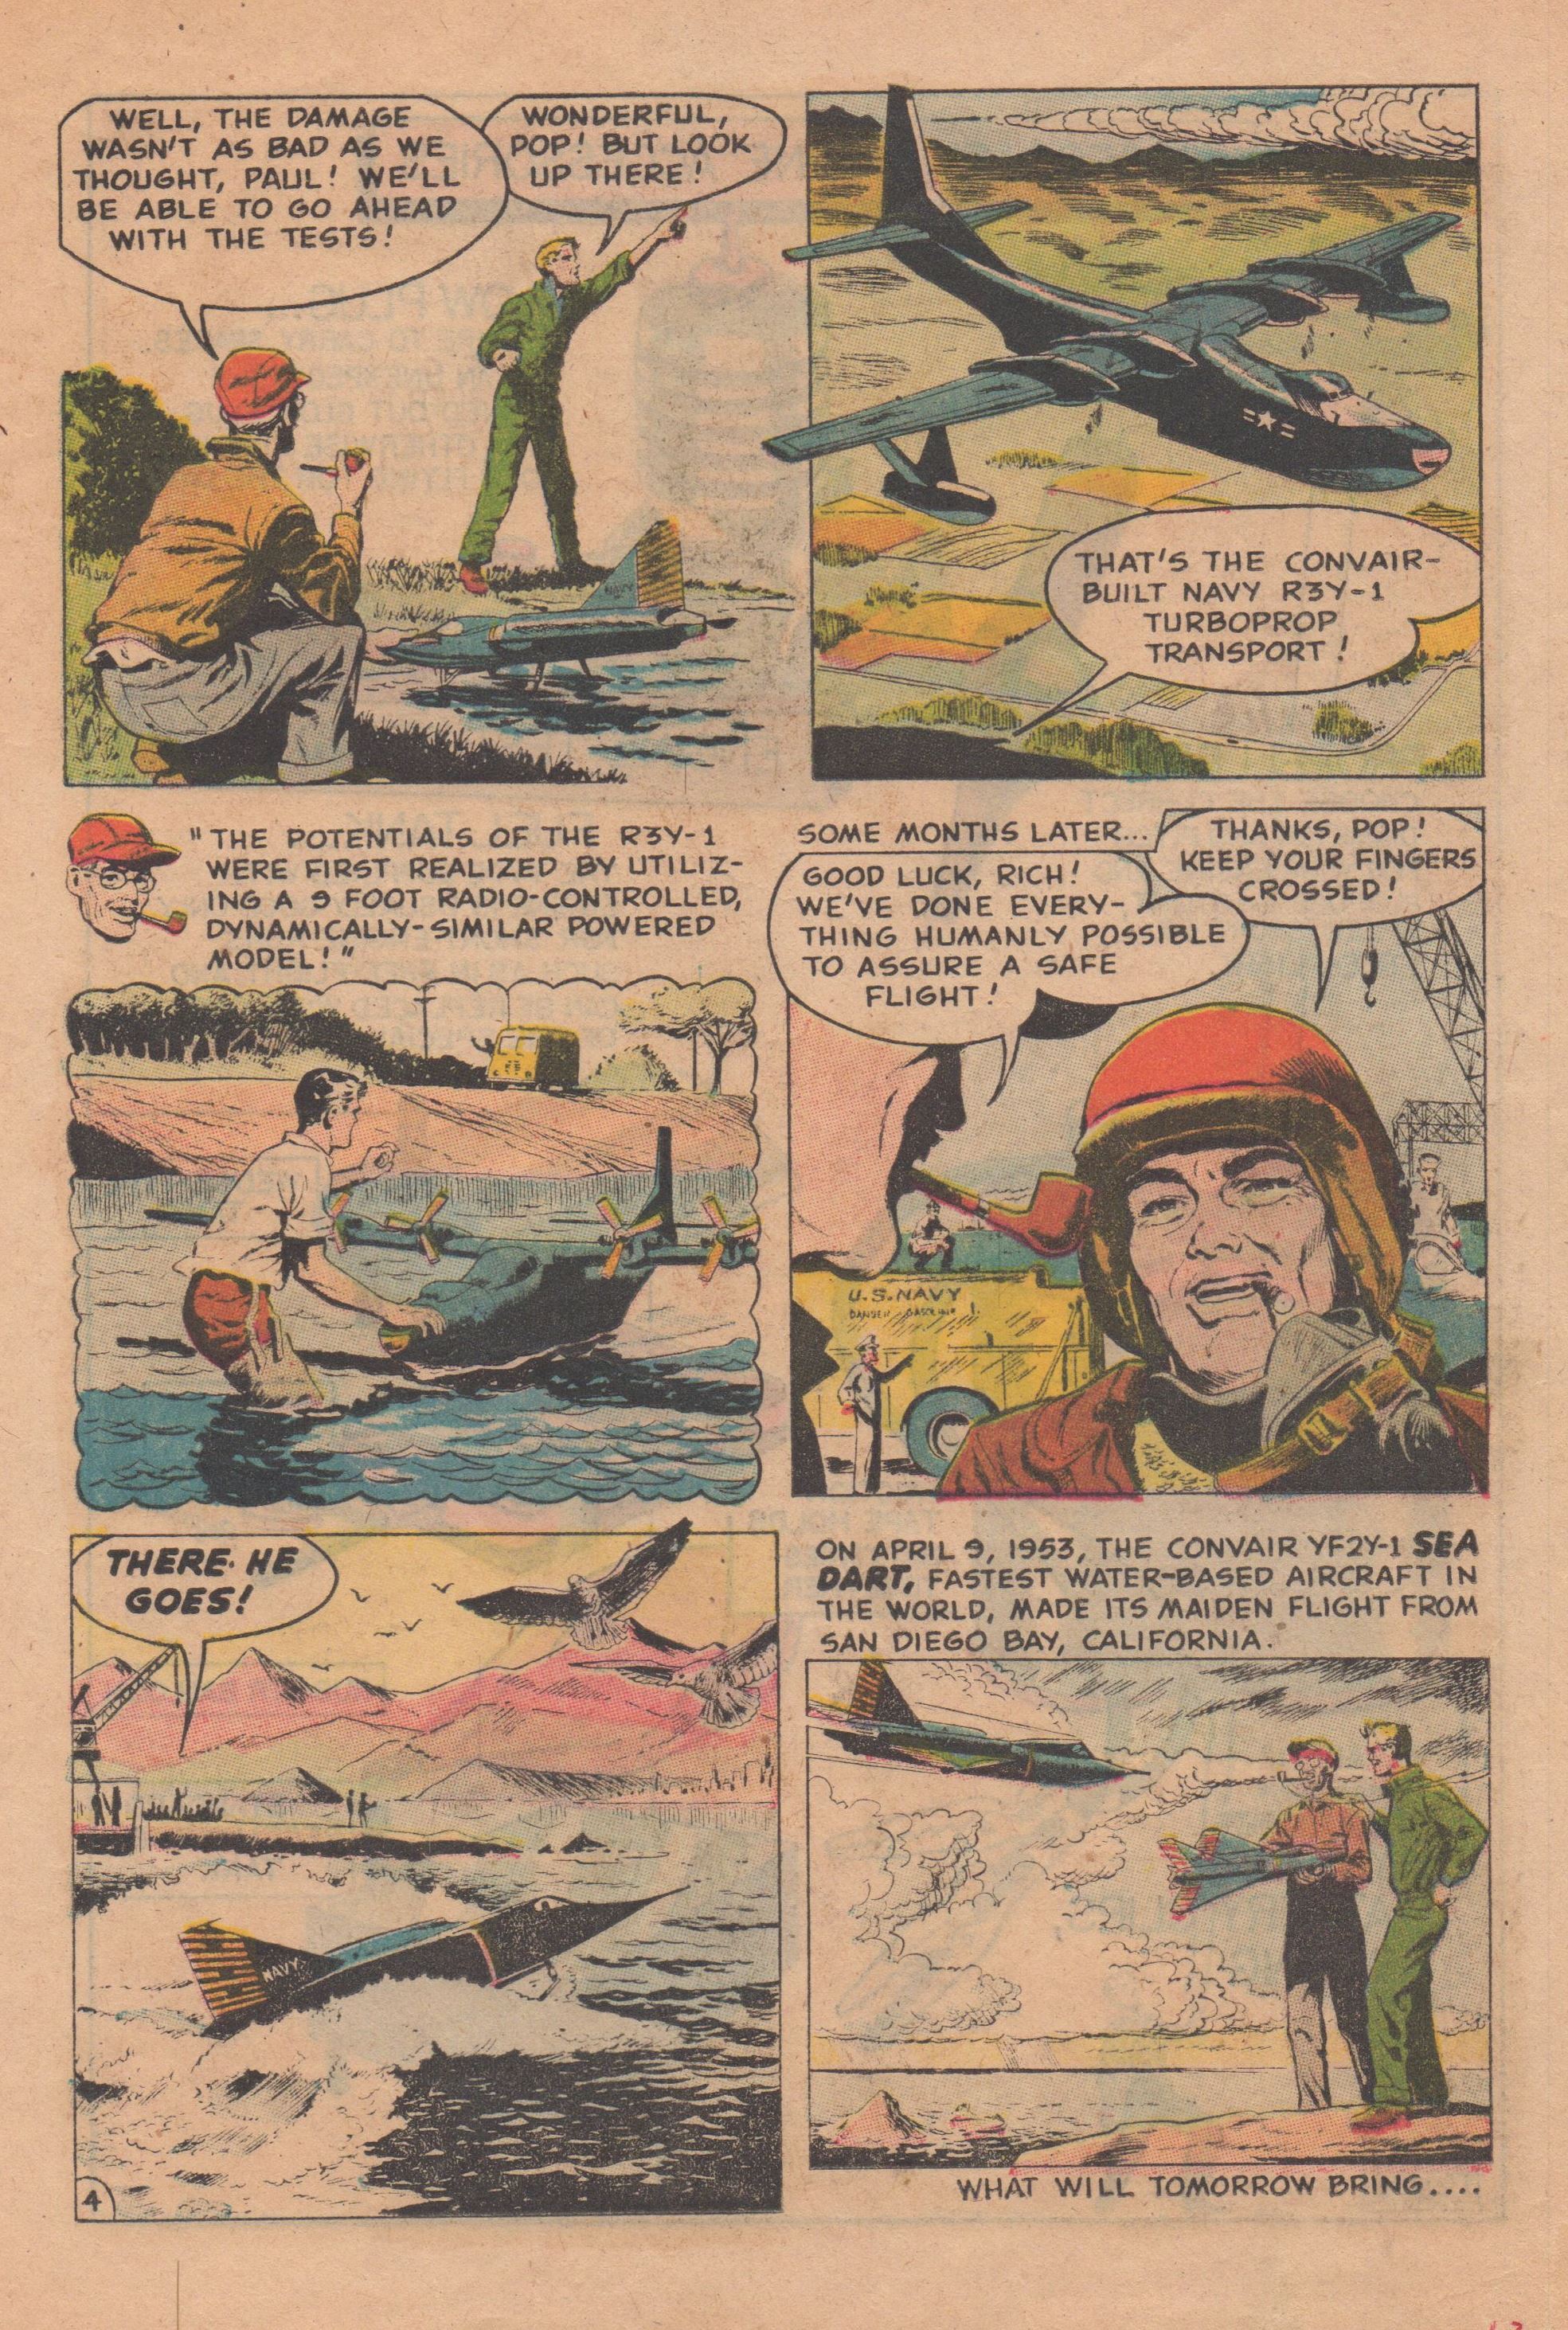 WELL, THE DAMAGE
WASN'T AS BAD AS WE
THOUGHT, PAUL! WE'LL
BE ABLE TO GO AHEAD
WITH THE TESTS!
WONDERFUL,
POP! BUT LOOK
UP THERE!
NAVY
THAT'S THE CONVAIR-
BUILT NAVY R3Y-1
TURBOPROP
TRANSPORT!
"THE POTENTIALS OF THE R3Y-1
WERE FIRST REALIZED BY UTILIZ-
ING A 9 FOOT RADIO-CONTROLLED,
DYNAMICALLY-SIMILAR POWERED
MODEL!"
SOME MONTHS LATER...
GOOD LUCK, RICH!
WE'VE DONE EVERY-
THING HUMANLY POSSIBLE
TO ASSURE A SAFE
FLIGHT!
THANKS, POP!
KEEP YOUR FINGERS
CROSSED!
U.S. NAVY
DANGER GASOLINE
THERE HE
GOES!
NAVY
4
ON APRIL 9, 1953, THE CONVAIR YF2Y-1 SEA
DART, FASTEST WATER-BASED AIRCRAFT IN
THE WORLD, MADE ITS MAIDEN FLIGHT FROM
SAN DIEGO BAY, CALIFORNIA.
WHAT WILL TOMORROW BRING....